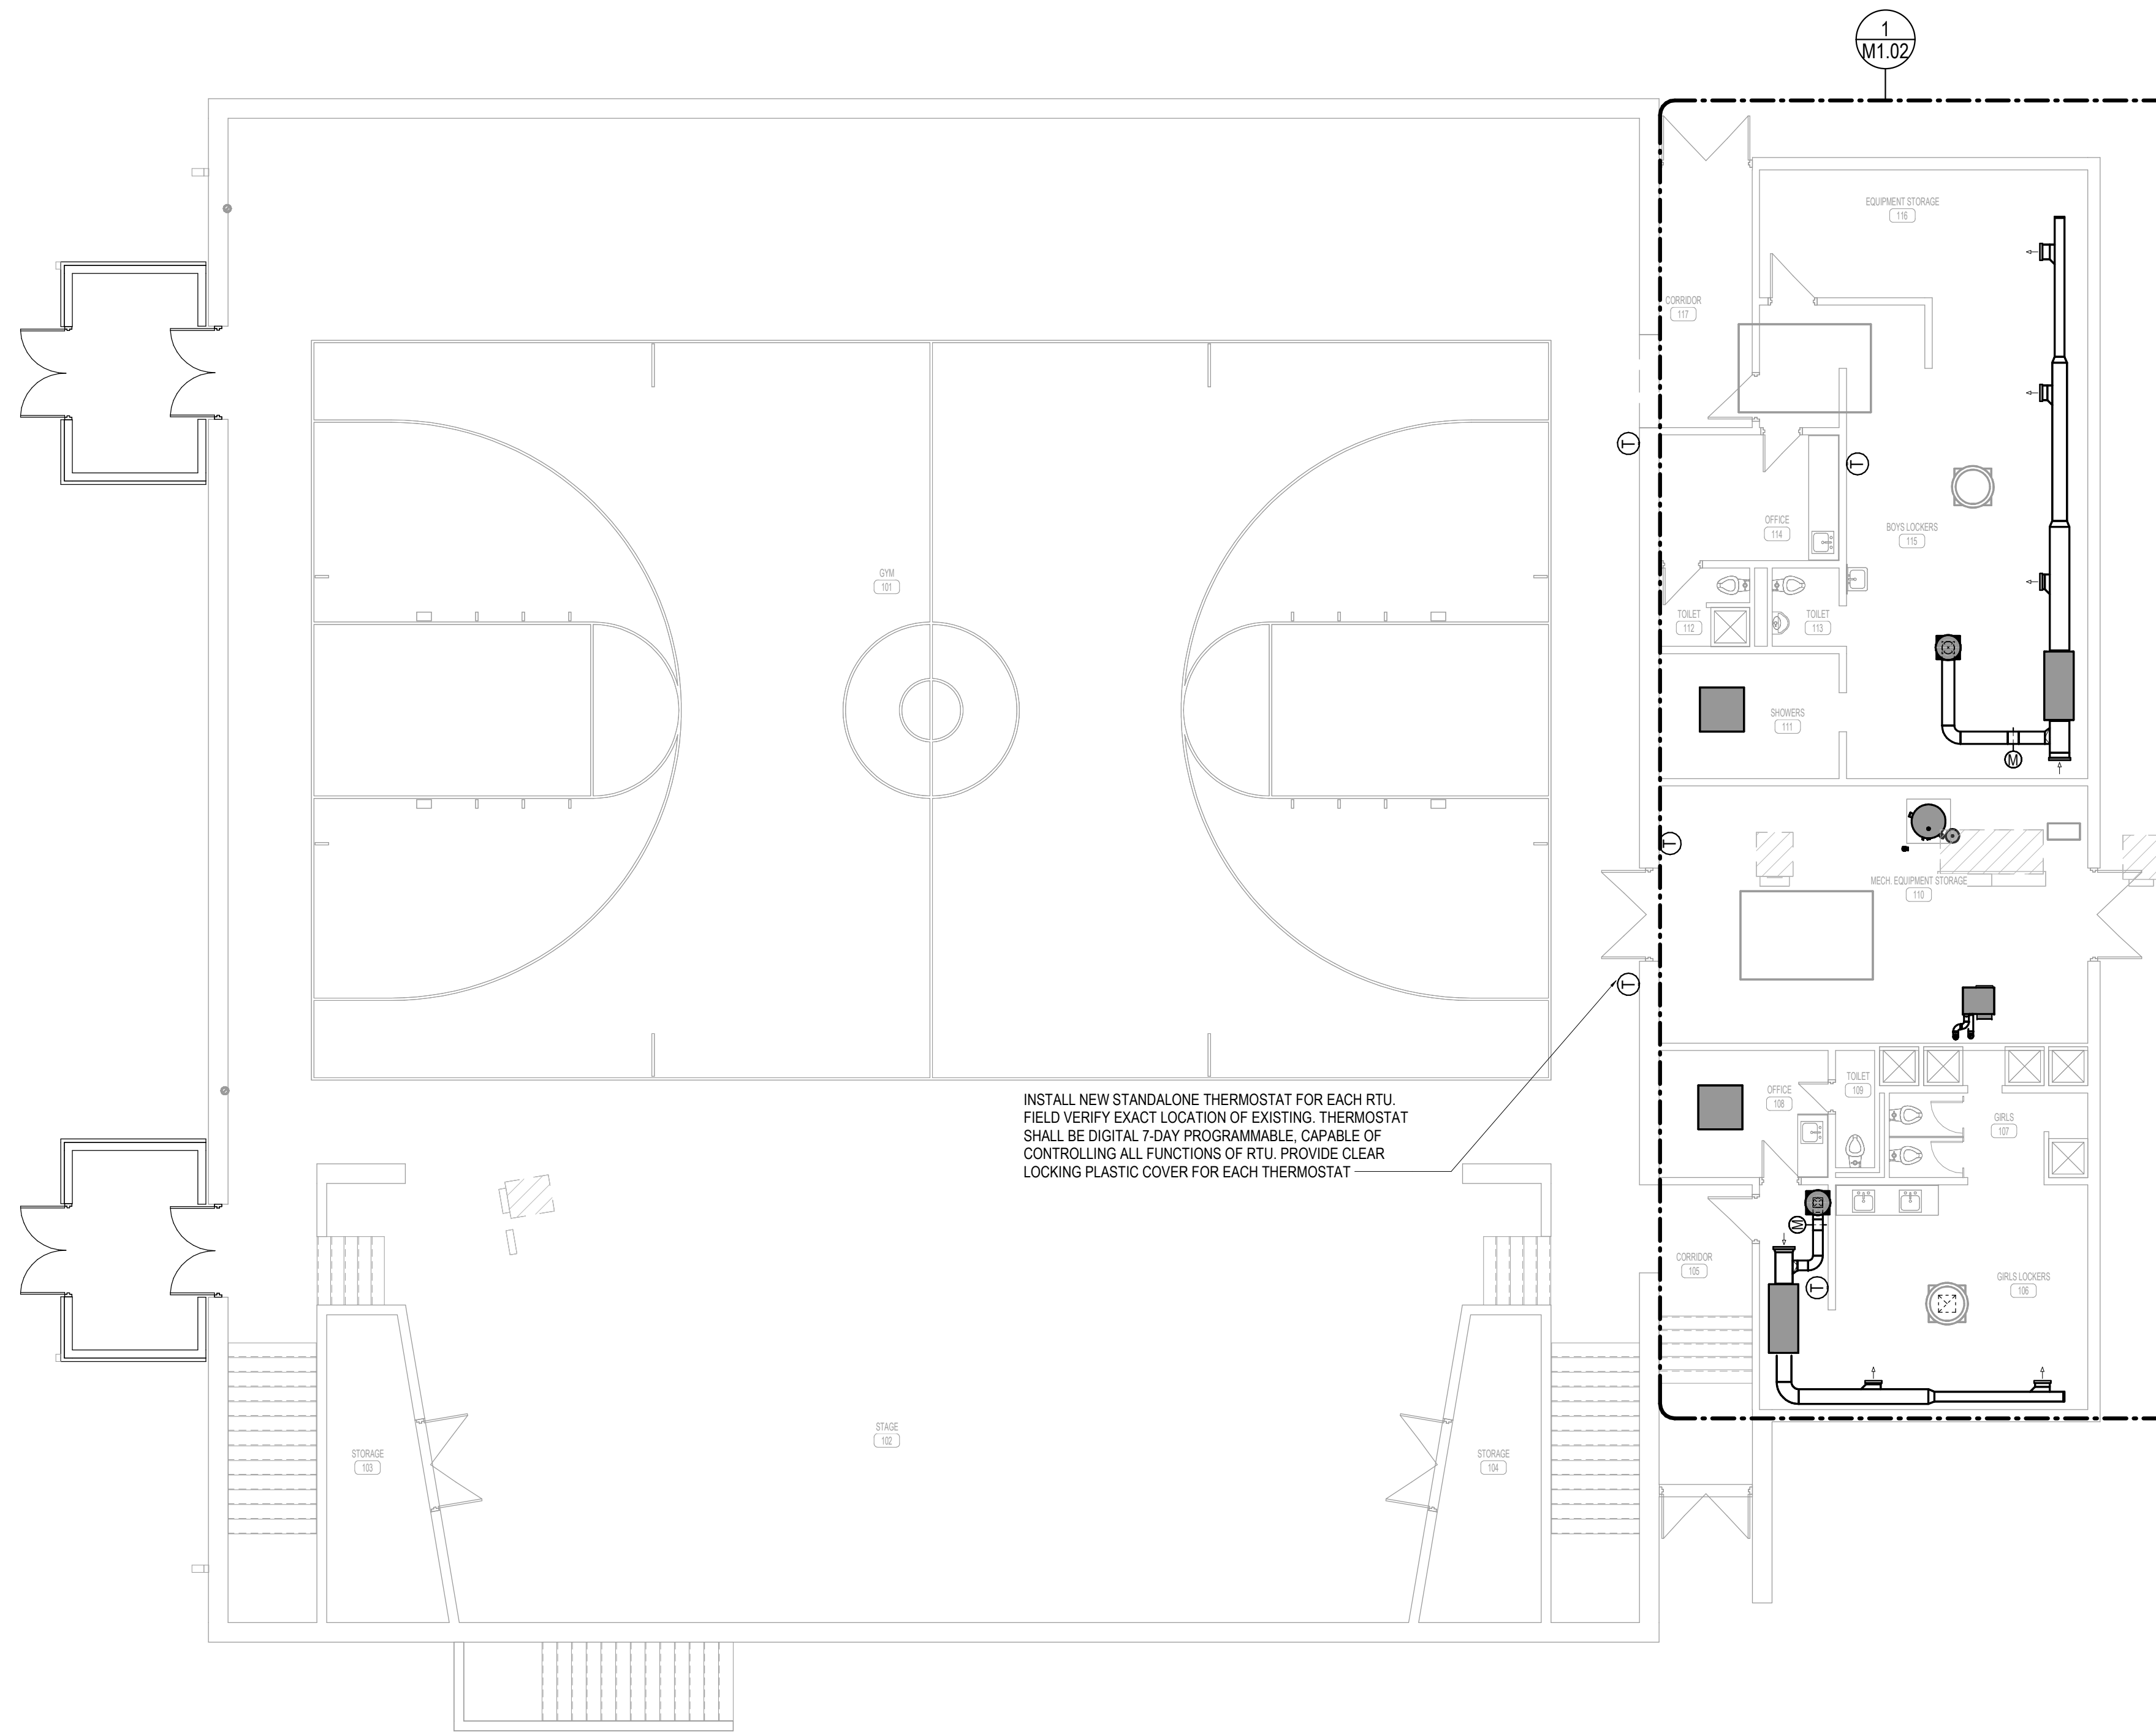 1
M1.02
EQUIPMENT STORAGE
116
CORRIDOR
117
T
T
OFFICE
114
BOYS LOCKERS
115
GYM
101
TOILET
112
TOILET
113
SHOWERS
111
M
T
MECH. EQUIPMENT STORAGE
110
T
INSTALL NEW STANDALONE THERMOSTAT FOR EACH RTU.
FIELD VERIFY EXACT LOCATION OF EXISTING. THERMOSTAT
SHALL BE DIGITAL 7-DAY PROGRAMMABLE, CAPABLE OF
CONTROLLING ALL FUNCTIONS OF RTU. PROVIDE CLEAR
LOCKING PLASTIC COVER FOR EACH THERMOSTAT
OFFICE
108
TOILET
109
GIRLS
107
M
T
CORRIDOR
105
GIRLS LOCKERS
106
STORAGE
103
STAGE
102
STORAGE
104